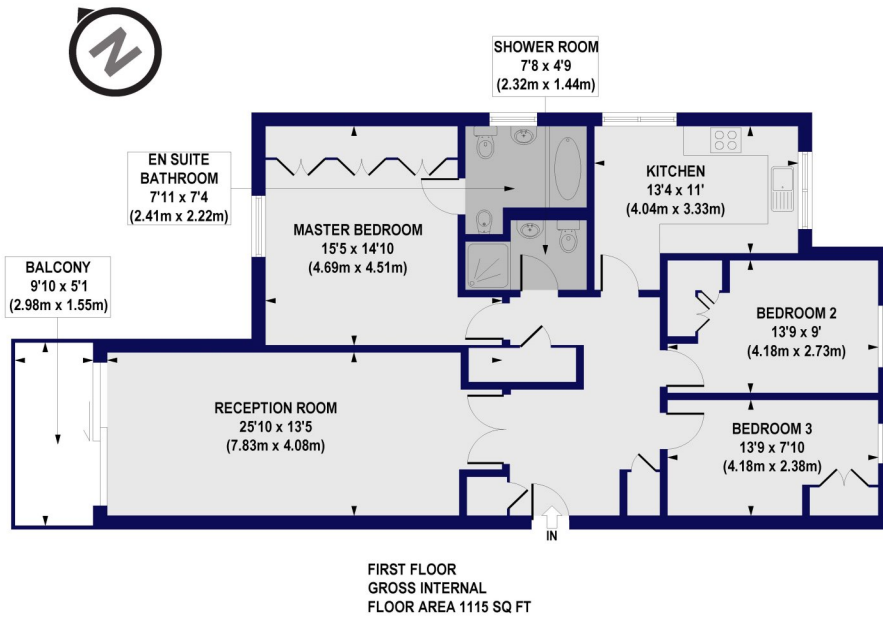 N
SHOWER ROOM
7'8 x 4'9
(2.32m x 1.44m)
EN SUITE
BATHROOM
7'11 x 7'4
(2.41m x 2.22m)
KITCHEN
13'4 x 11'
(4.04m x 3.33m)
MASTER BEDROOM
15'5 x 14'10
(4.69m x 4.51m)
BALCONY
9'10 x 5'1
(2.98m x 1.55m)
BEDROOM 2
13'9 x 9'
(4.18m x 2.73m)
RECEPTION ROOM
25'10 x 13'5
(7.83m x 4.08m)
BEDROOM 3
13'9 x 7'10
(4.18m x 2.38m)
IN
FIRST FLOOR
GROSS INTERNAL
FLOOR AREA 1115 SQ FT